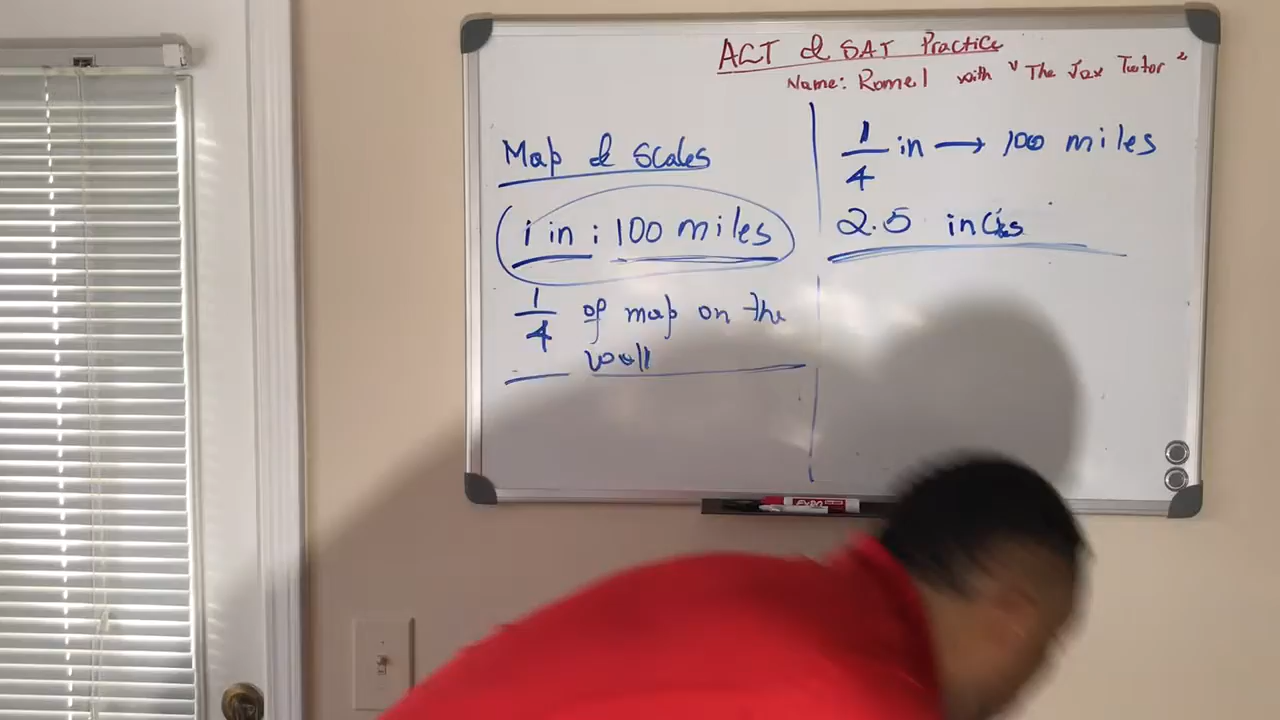 ACT & SAT Practice
Name: Romel with "The Jax Tutor"
Map & Scales
1 in : 100 miles
1/4 of map on the
wall
1/4 in → 100 miles
2.5 inches
EXPO